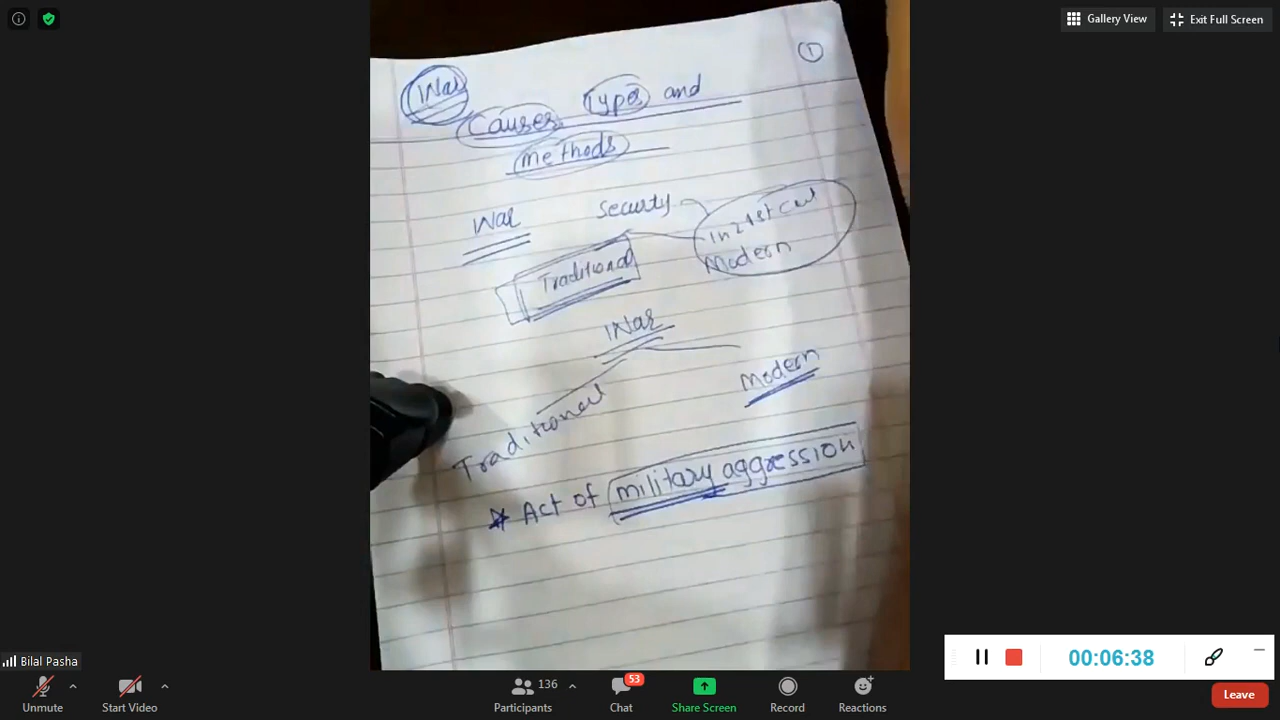 Gallery View
Exit Full Screen
1
War
Causes, Types and
methods
War Security
in 21st Cent
Modern
Traditional
War
Traditional
Modern
* Act of military aggression
Bilal Pasha
00:06:38
Unmute
Start Video
136
Participants
53
Chat
Share Screen
Record
Reactions
Leave